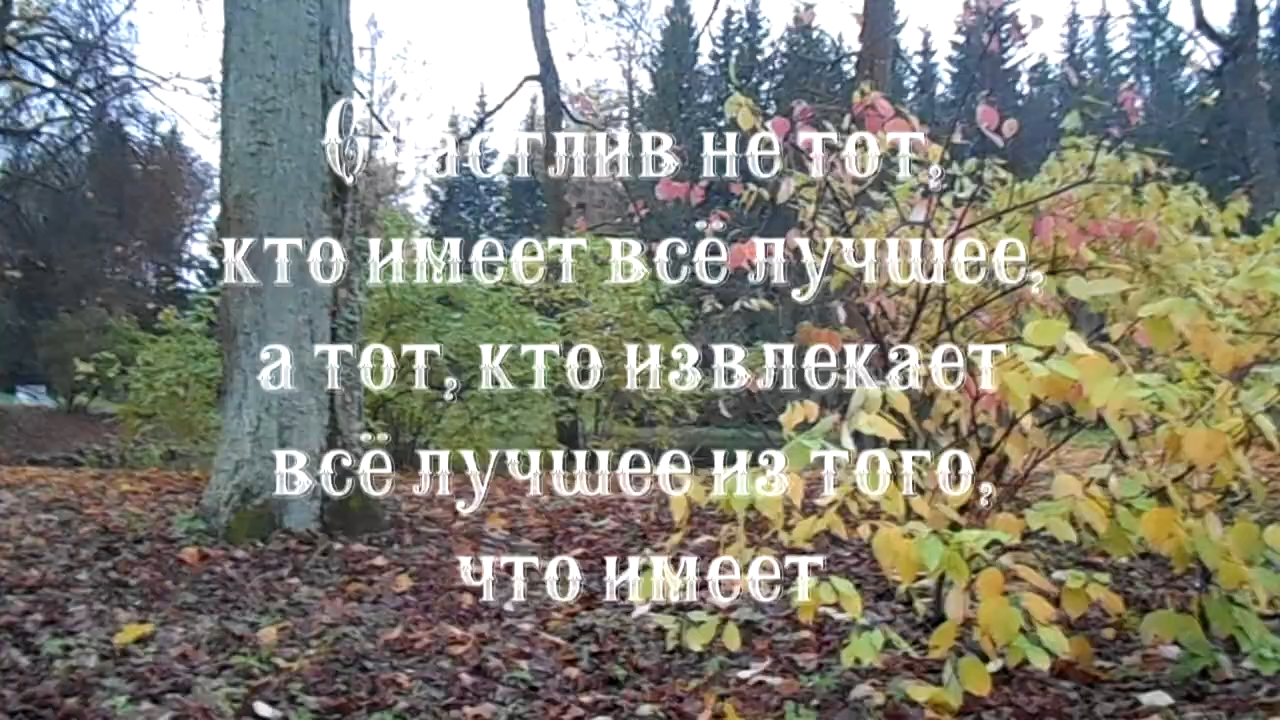 Счастлив не тот,
кто имеет всё лучшее,
а тот, кто извлекает
всё лучшее из того,
что имеет